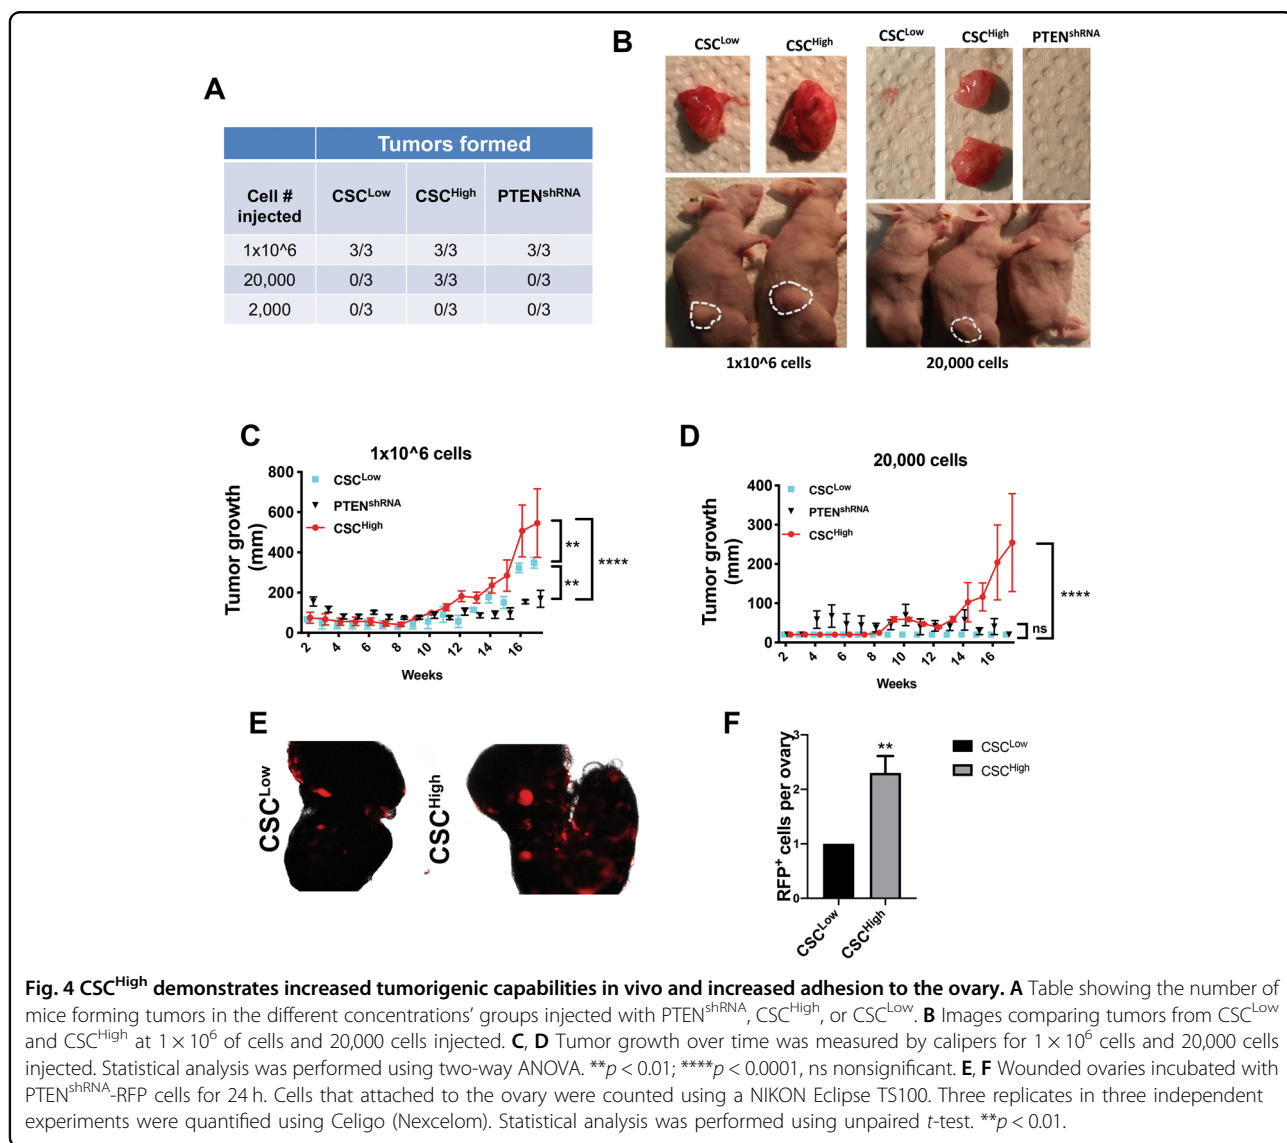 A
Tumors formed
Cell # injected CSCLow CSCHigh PTENshRNA
1x10^6 3/3 3/3 3/3
20,000 0/3 3/3 0/3
2,000 0/3 0/3 0/3
B
CSCLow CSCHigh
CSCLow CSCHigh PTENshRNA
1x10^6 cells
20,000 cells
C
1x10^6 cells
Tumor growth
(mm)
800
600
400
200
0
CSCLow
PTENshRNA
CSCHigh
**
**
****
2 4 6 8 10 12 14 16
Weeks
D
20,000 cells
Tumor growth
(mm)
400
300
200
100
0
CSCLow
PTENshRNA
CSCHigh
ns
****
2 4 6 8 10 12 14 16
Weeks
E
CSCLow
CSCHigh
F
RFP+ cells per ovary
3
2
1
0
**
CSCLow
CSCHigh
CSCLow
CSCHigh
Fig. 4 CSCHigh demonstrates increased tumorigenic capabilities in vivo and increased adhesion to the ovary. A Table showing the number of
mice forming tumors in the different concentrations' groups injected with PTENshRNA, CSCHigh, or CSCLow. B Images comparing tumors from CSCLow
and CSCHigh at 1 × 10⁶ of cells and 20,000 cells injected. C, D Tumor growth over time was measured by calipers for 1 × 10⁶ cells and 20,000 cells
injected. Statistical analysis was performed using two-way ANOVA. **p < 0.01; ****p < 0.0001, ns nonsignificant. E, F Wounded ovaries incubated with
PTENshRNA-RFP cells for 24 h. Cells that attached to the ovary were counted using a NIKON Eclipse TS100. Three replicates in three independent
experiments were quantified using Celigo (Nexcelom). Statistical analysis was performed using unpaired t-test. **p < 0.01.